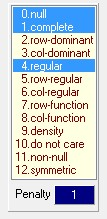 0.null
1.complete
2.row-dominant
3.col-dominant
4.regular
5.row-regular
6.col-regular
7.row-function
8.col-function
9.density
10.do not care
11.non-null
12.symmetric
Penalty 1